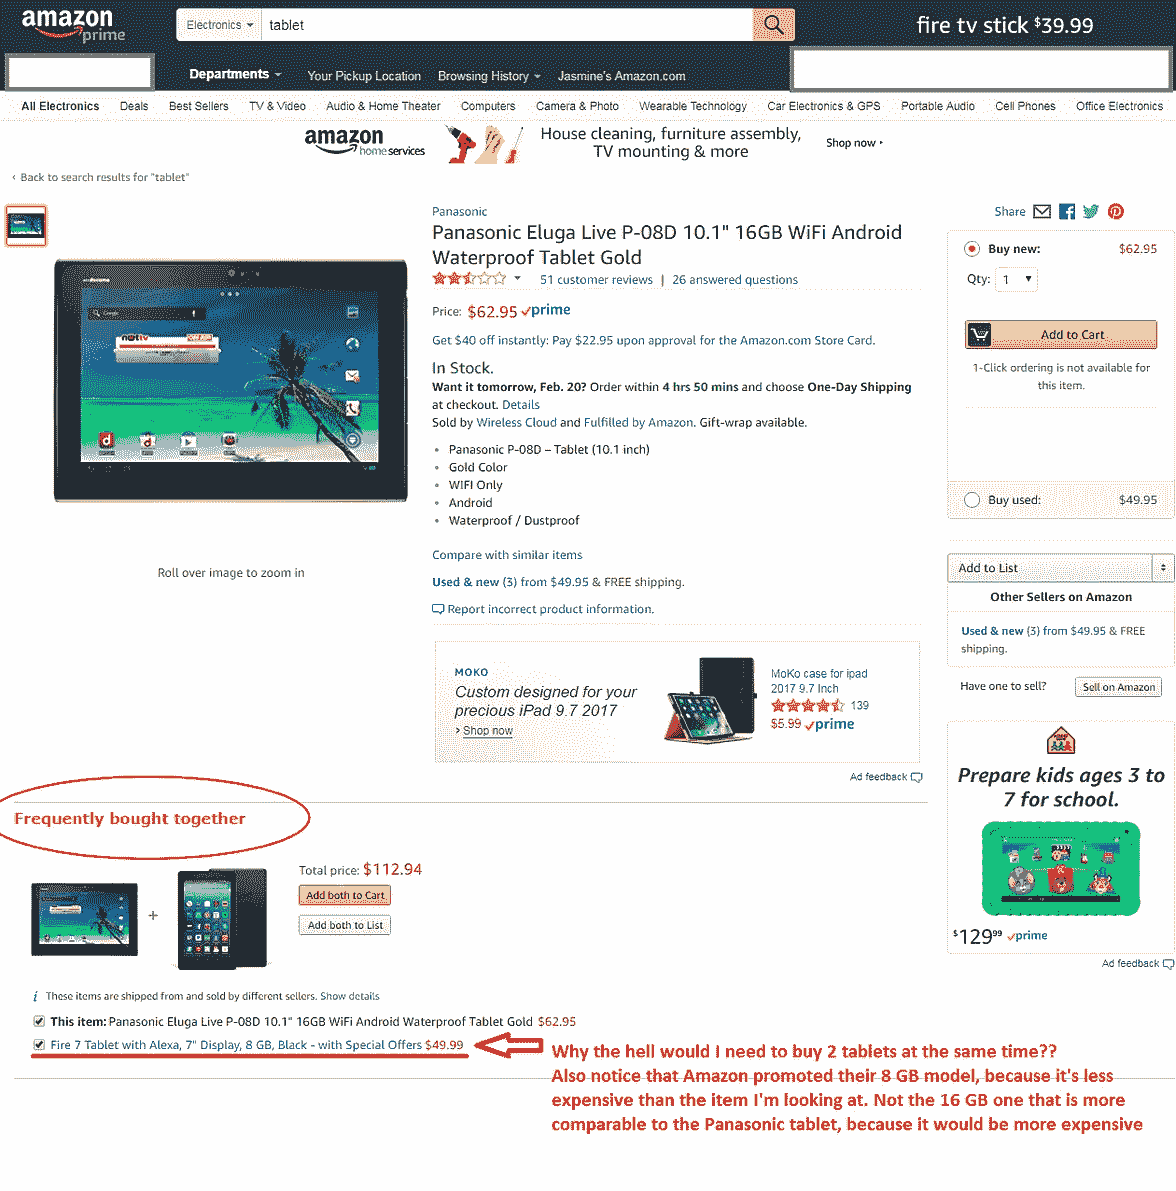 amazon
prime
Electronics
tablet
fire tv stick $39.99
Departments
Your Pickup Location
Browsing History
Jasmine's Amazon.com
All Electronics
Deals
Best Sellers
TV & Video
Audio & Home Theater
Computers
Camera & Photo
Wearable Technology
Car Electronics & GPS
Portable Audio
Cell Phones
Office Electronics
amazon
home services
House cleaning, furniture assembly,
TV mounting & more
Shop now ▸
‹ Back to search results for "tablet"
Panasonic
Panasonic Eluga Live P-08D 10.1" 16GB WiFi Android
Waterproof Tablet Gold
51 customer reviews | 26 answered questions
Price: $62.95 prime
Get $40 off instantly: Pay $22.95 upon approval for the Amazon.com Store Card.
In Stock.
Want it tomorrow, Feb. 20? Order within 4 hrs 50 mins and choose One-Day Shipping
at checkout. Details
Sold by Wireless Cloud and Fulfilled by Amazon. Gift-wrap available.
• Panasonic P-08D – Tablet (10.1 inch)
• Gold Color
• WIFI Only
• Android
• Waterproof / Dustproof
Compare with similar items
Used & new (3) from $49.95 & FREE shipping.
Report incorrect product information.
Roll over image to zoom in
MOKO
Custom designed for your
precious iPad 9.7 2017
› Shop now
MoKo case for ipad
2017 9.7 Inch
139
$5.99 prime
Ad feedback
Share
Buy new: $62.95
Qty: 1
Add to Cart
1-Click ordering is not available for
this item.
Buy used: $49.95
Add to List
Other Sellers on Amazon
Used & new (3) from $49.95 & FREE
shipping.
Have one to sell? Sell on Amazon
Prepare kids ages 3 to
7 for school.
$129.99 prime
Ad feedback
Frequently bought together
+
Total price: $112.94
Add both to Cart
Add both to List
i These items are shipped from and sold by different sellers. Show details
This item: Panasonic Eluga Live P-08D 10.1" 16GB WiFi Android Waterproof Tablet Gold $62.95
Fire 7 Tablet with Alexa, 7" Display, 8 GB, Black - with Special Offers $49.99
Why the hell would I need to buy 2 tablets at the same time??
Also notice that Amazon promoted their 8 GB model, because it's less
expensive than the item I'm looking at. Not the 16 GB one that is more
comparable to the Panasonic tablet, because it would be more expensive